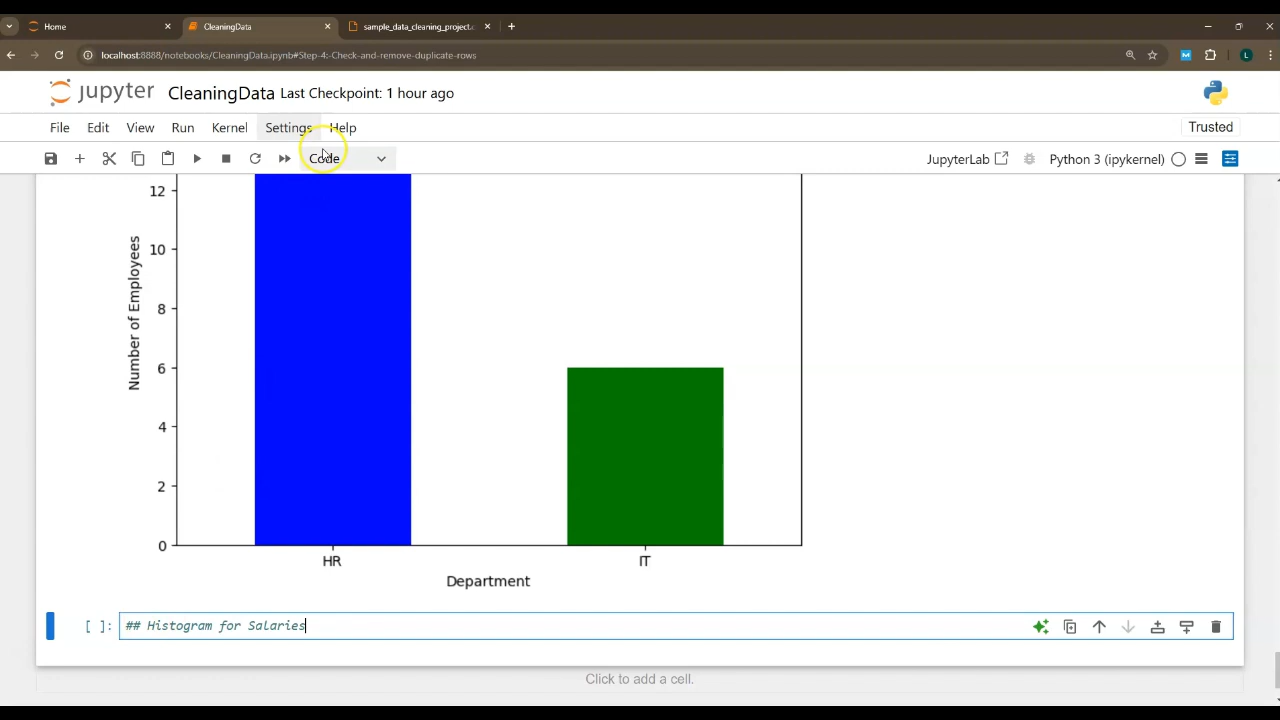 Home
CleaningData
sample_data_cleaning_project.c
localhost:8888/notebooks/CleaningData.ipynb#Step-4:-Check-and-remove-duplicate-rows
jupyter CleaningData Last Checkpoint: 1 hour ago
File Edit View Run Kernel Settings Help
Trusted
Code
JupyterLab
Python 3 (ipykernel)
12
10
8
6
4
2
0
Number of Employees
HR
IT
Department
[ ]:
## Histogram for Salaries
Click to add a cell.